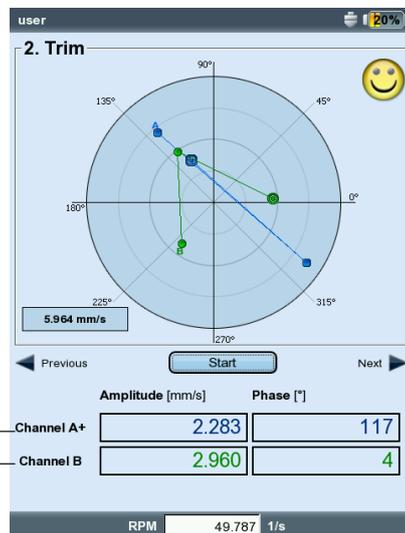 user 20%
2. Trim
90°
135° 45°
A
180° 0°
B
225° 315°
5.964 mm/s
270°
Previous Start Next
Amplitude [mm/s] Phase [°]
Channel A+ 2.283 117
Channel B 2.960 4
RPM 49.787 1/s